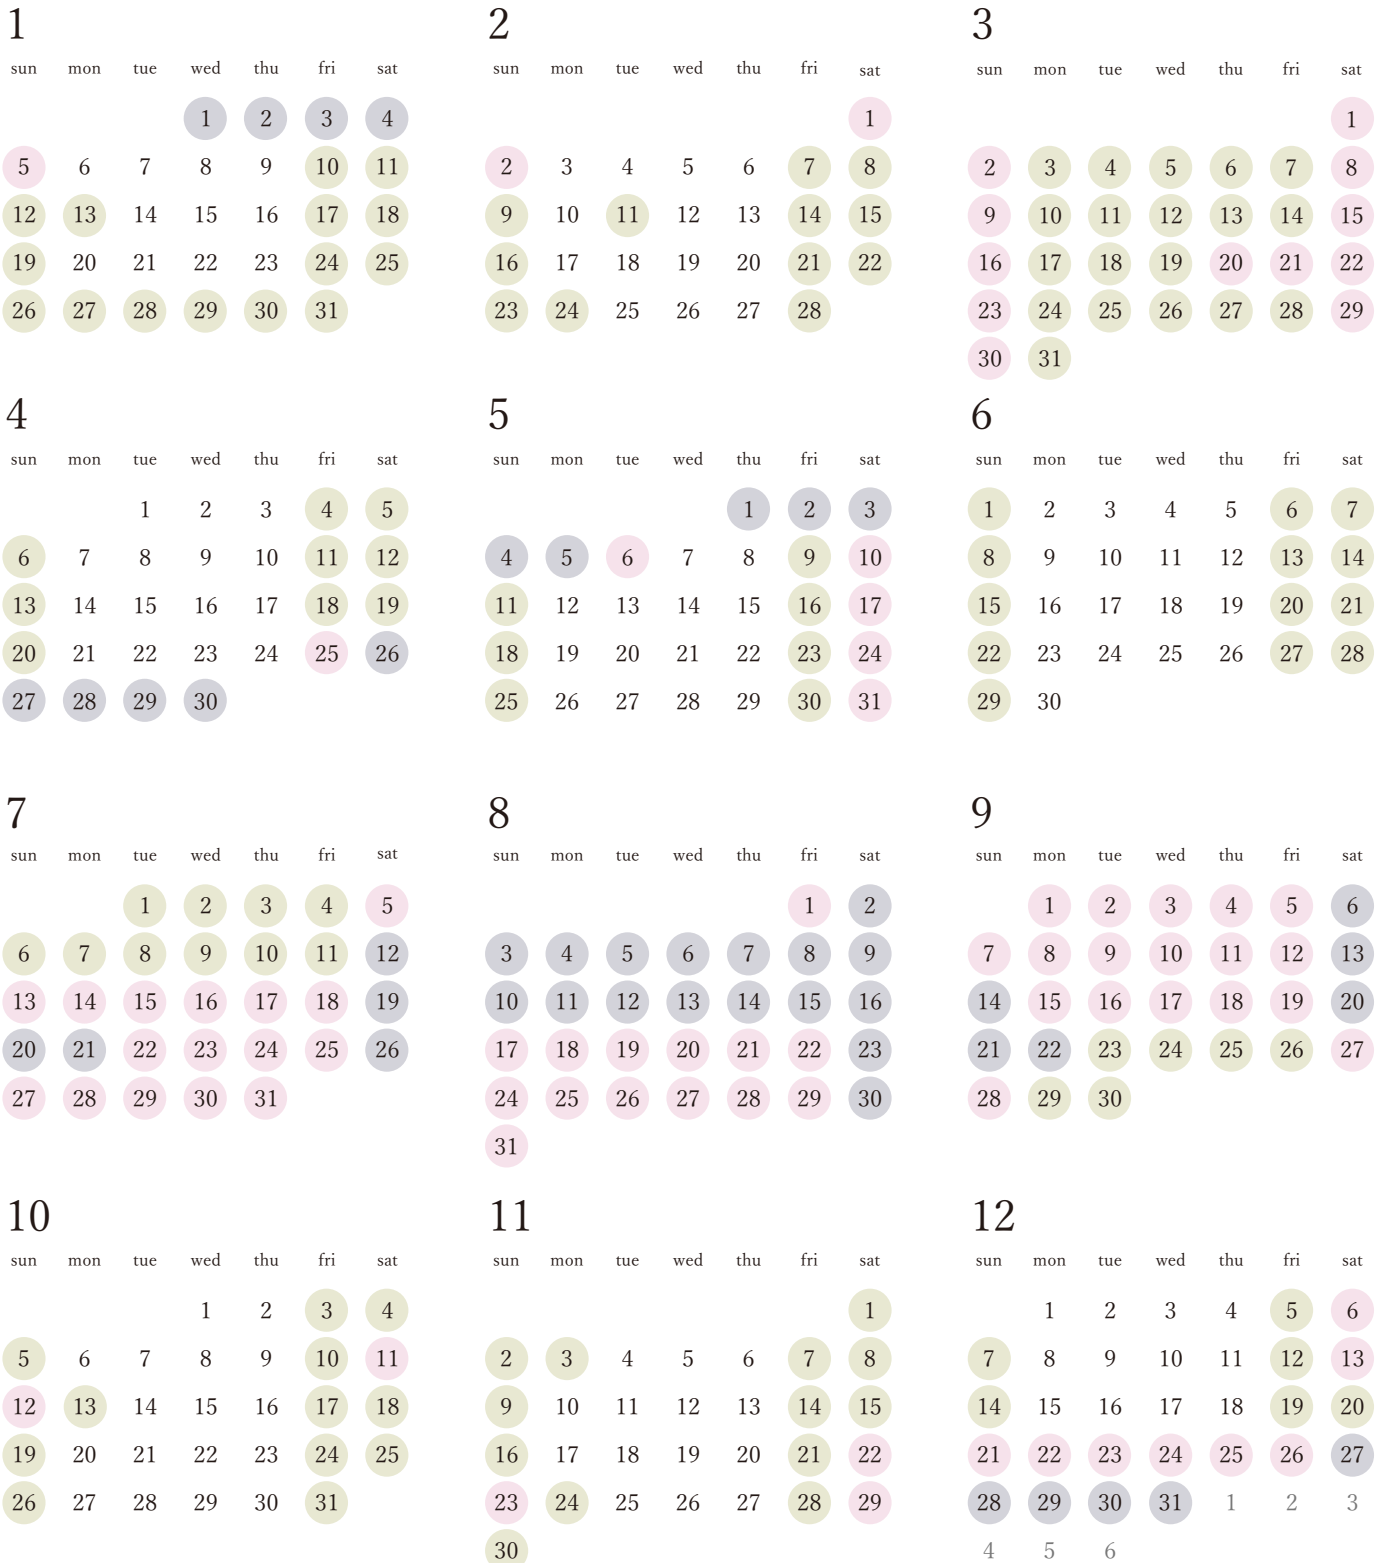 1
sun mon tue wed thu fri sat
1 2 3 4
5 6 7 8 9 10 11
12 13 14 15 16 17 18
19 20 21 22 23 24 25
26 27 28 29 30 31
2
sun mon tue wed thu fri sat
1
2 3 4 5 6 7 8
9 10 11 12 13 14 15
16 17 18 19 20 21 22
23 24 25 26 27 28
3
sun mon tue wed thu fri sat
1
2 3 4 5 6 7 8
9 10 11 12 13 14 15
16 17 18 19 20 21 22
23 24 25 26 27 28 29
30 31
4
sun mon tue wed thu fri sat
1 2 3 4 5
6 7 8 9 10 11 12
13 14 15 16 17 18 19
20 21 22 23 24 25 26
27 28 29 30
5
sun mon tue wed thu fri sat
1 2 3
4 5 6 7 8 9 10
11 12 13 14 15 16 17
18 19 20 21 22 23 24
25 26 27 28 29 30 31
6
sun mon tue wed thu fri sat
1 2 3 4 5 6 7
8 9 10 11 12 13 14
15 16 17 18 19 20 21
22 23 24 25 26 27 28
29 30
7
sun mon tue wed thu fri sat
1 2 3 4 5
6 7 8 9 10 11 12
13 14 15 16 17 18 19
20 21 22 23 24 25 26
27 28 29 30 31
8
sun mon tue wed thu fri sat
1 2
3 4 5 6 7 8 9
10 11 12 13 14 15 16
17 18 19 20 21 22 23
24 25 26 27 28 29 30
31
9
sun mon tue wed thu fri sat
1 2 3 4 5 6
7 8 9 10 11 12 13
14 15 16 17 18 19 20
21 22 23 24 25 26 27
28 29 30
10
sun mon tue wed thu fri sat
1 2 3 4
5 6 7 8 9 10 11
12 13 14 15 16 17 18
19 20 21 22 23 24 25
26 27 28 29 30 31
11
sun mon tue wed thu fri sat
1
2 3 4 5 6 7 8
9 10 11 12 13 14 15
16 17 18 19 20 21 22
23 24 25 26 27 28 29
30
12
sun mon tue wed thu fri sat
1 2 3 4 5 6
7 8 9 10 11 12 13
14 15 16 17 18 19 20
21 22 23 24 25 26 27
28 29 30 31 1 2 3
4 5 6